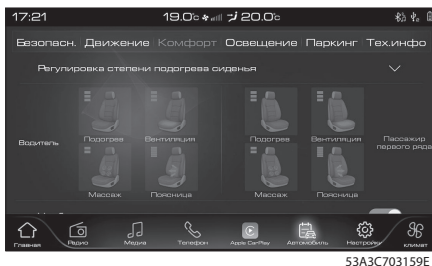 17:21 19.0°c 20.0°c
Безопасн. Движение Комфорт Освещение Паркинг Тех.инфо
Регулировка степени подогрева сиденья
Подогрев Вентиляция Подогрев Вентиляция
Водитель Пассажир
первого ряда
Массаж Поясница Массаж Поясница
Главная Радио Медиа Телефон Apple CarPlay Автомобиль Настройки климат
53A3C703159E